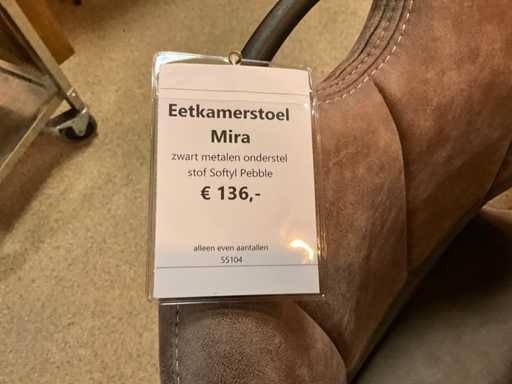 Eetkamerstoel
Mira
zwart metalen onderstel
stof Softyl Pebble
€ 136,-
alleen even aantallen
55104